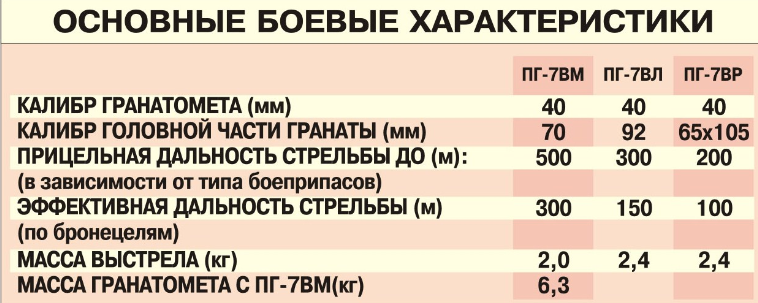 ОСНОВНЫЕ БОЕВЫЕ ХАРАКТЕРИСТИКИ
ПГ-7ВМ ПГ-7ВЛ ПГ-7ВР
КАЛИБР ГРАНАТОМЕТА (мм) 40 40 40
КАЛИБР ГОЛОВНОЙ ЧАСТИ ГРАНАТЫ (мм) 70 92 65х105
ПРИЦЕЛЬНАЯ ДАЛЬНОСТЬ СТРЕЛЬБЫ ДО (м): 500 300 200
(в зависимости от типа боеприпасов)
ЭФФЕКТИВНАЯ ДАЛЬНОСТЬ СТРЕЛЬБЫ (м) 300 150 100
(по бронецелям)
МАССА ВЫСТРЕЛА (кг) 2,0 2,4 2,4
МАССА ГРАНАТОМЕТА С ПГ-7ВМ(кг) 6,3